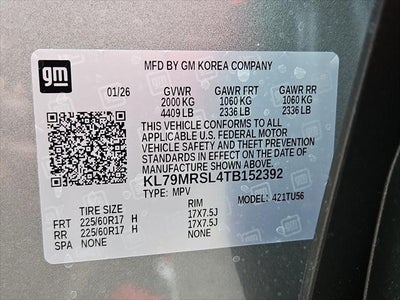 gm
MFD BY GM KOREA COMPANY
01/26 GVWR GAWR FRT GAWR RR
2000 KG 1060 KG 1060 KG
4409 LB 2336 LB 2336 LB
THIS VEHICLE CONFORMS TO ALL
APPLICABLE U.S. FEDERAL MOTOR
VEHICLE SAFETY AND THEFT PREVENTION
STANDARDS IN EFFECT ON THE DATE OF
MANUFACTURE SHOWN ABOVE.
KL79MRSL4TB152392
TYPE: MPV MODEL: 421TU56
TIRE SIZE RIM
FRT 225/60R17 H 17X7.5J
RR 225/60R17 H 17X7.5J
SPA NONE NONE